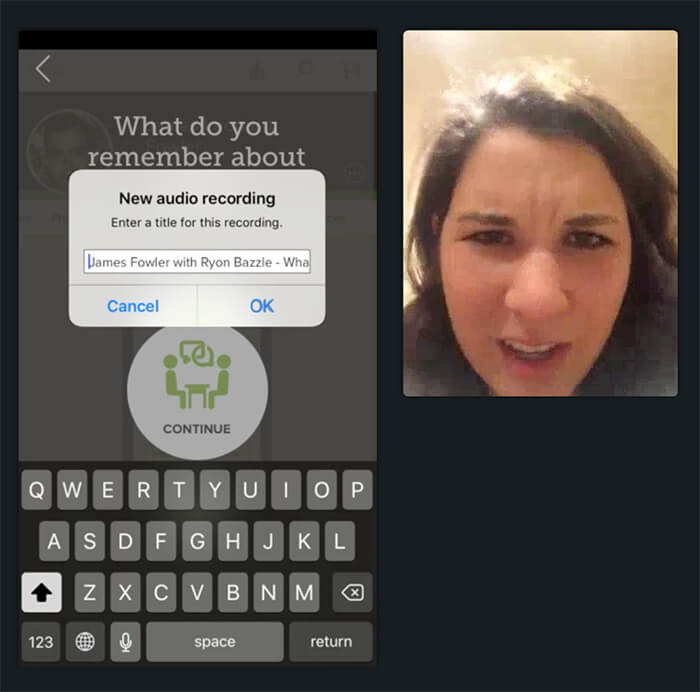 What do you
remember about
New audio recording
Enter a title for this recording.
James Fowler with Ryon Bazzle - Wha
Cancel
OK
CONTINUE
Q W E R T Y U I O P
A S D F G H J K L
Z X C V B N M
123
space
return